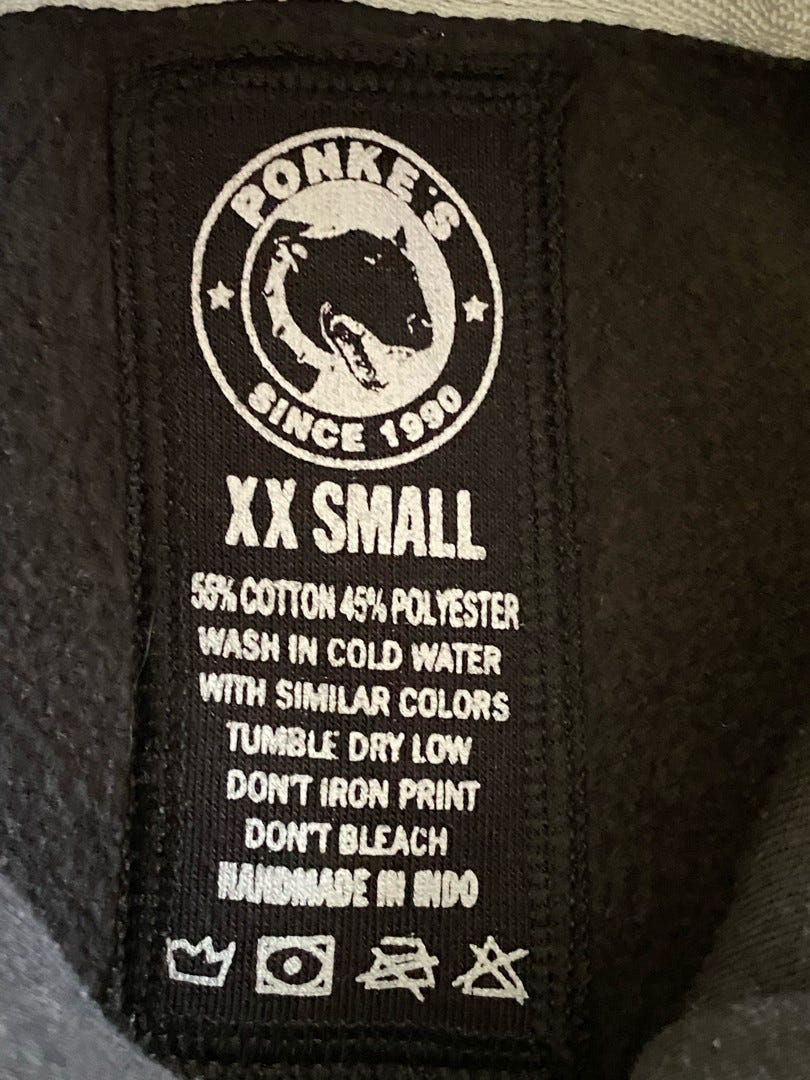 PONKE'S
SINCE 1990
XX SMALL
55% COTTON 45% POLYESTER
WASH IN COLD WATER
WITH SIMILAR COLORS
TUMBLE DRY LOW
DON'T IRON PRINT
DON'T BLEACH
HANDMADE IN INDO